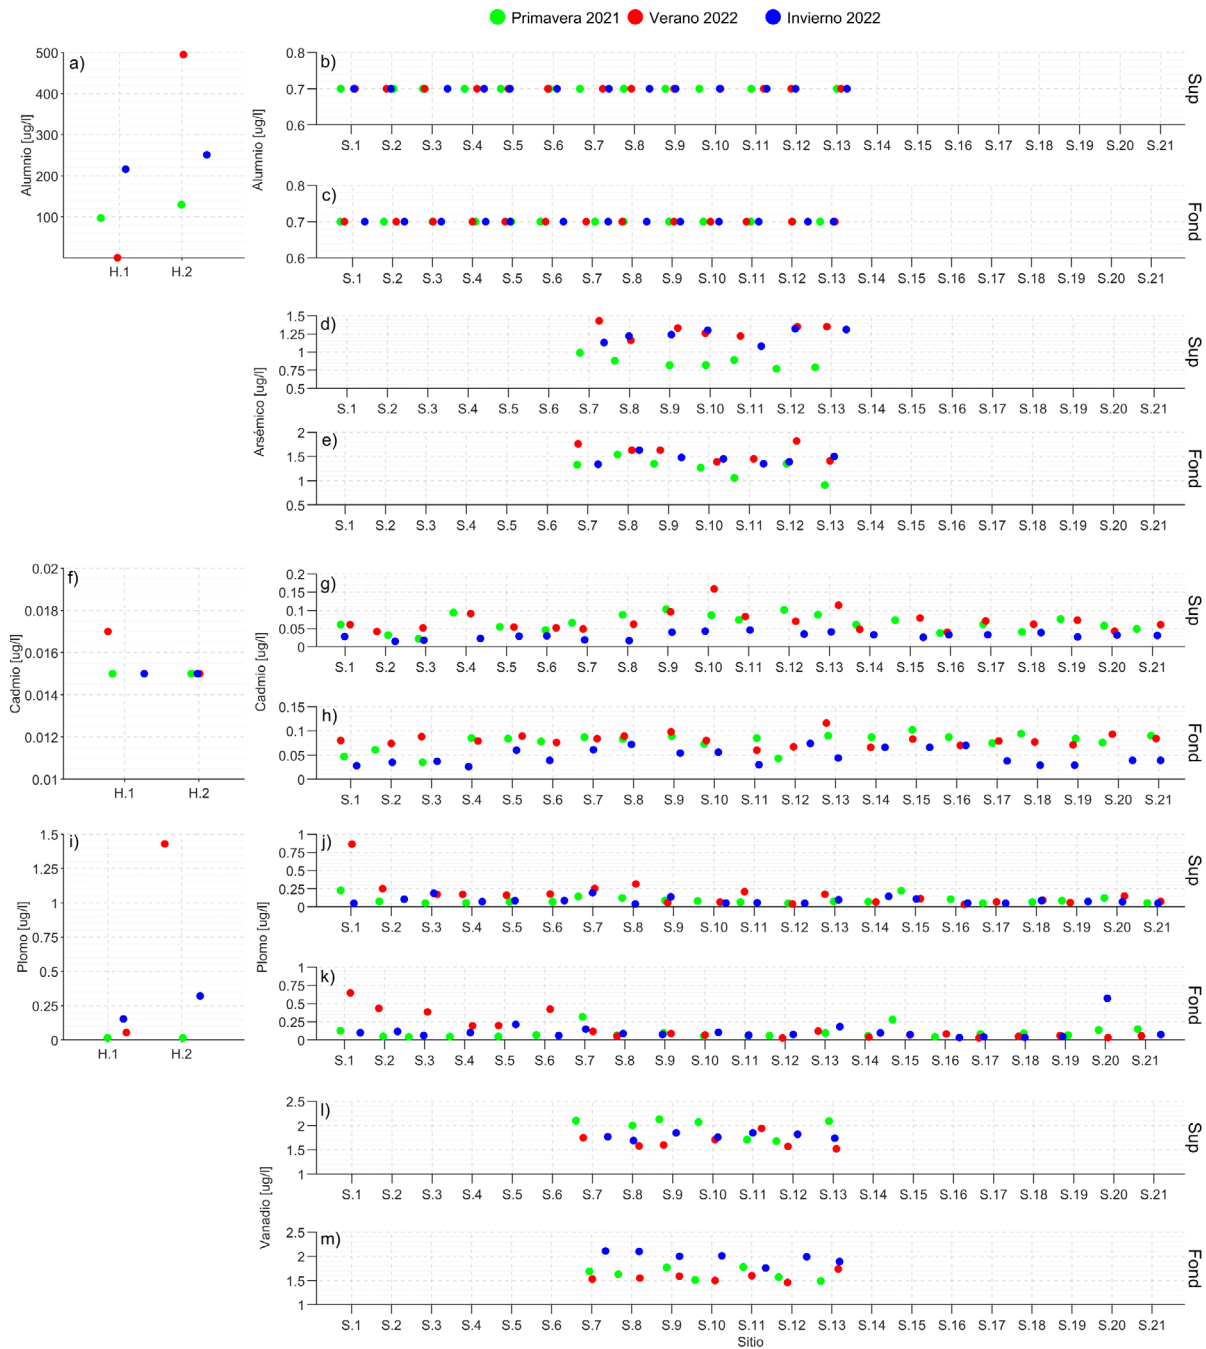 Primavera 2021 Verano 2022 Invierno 2022
a)
500
400
300
200
100
Alumnio [ug/l]
H.1 H.2
b)
0.8
0.7
0.6
Alumnio [ug/l]
Sup
S.1 S.2 S.3 S.4 S.5 S.6 S.7 S.8 S.9 S.10 S.11 S.12 S.13 S.14 S.15 S.16 S.17 S.18 S.19 S.20 S.21
c)
0.8
0.7
0.6
Fond
S.1 S.2 S.3 S.4 S.5 S.6 S.7 S.8 S.9 S.10 S.11 S.12 S.13 S.14 S.15 S.16 S.17 S.18 S.19 S.20 S.21
d)
1.5
1.25
1
0.75
0.5
Arsémico [ug/l]
Sup
S.1 S.2 S.3 S.4 S.5 S.6 S.7 S.8 S.9 S.10 S.11 S.12 S.13 S.14 S.15 S.16 S.17 S.18 S.19 S.20 S.21
e)
2
1.5
1
0.5
Fond
S.1 S.2 S.3 S.4 S.5 S.6 S.7 S.8 S.9 S.10 S.11 S.12 S.13 S.14 S.15 S.16 S.17 S.18 S.19 S.20 S.21
f)
0.02
0.018
0.016
0.014
0.012
0.01
Cadmio [ug/l]
H.1 H.2
g)
0.2
0.15
0.1
0.05
0
Cadmio [ug/l]
Sup
S.1 S.2 S.3 S.4 S.5 S.6 S.7 S.8 S.9 S.10 S.11 S.12 S.13 S.14 S.15 S.16 S.17 S.18 S.19 S.20 S.21
h)
0.15
0.1
0.05
0
Fond
S.1 S.2 S.3 S.4 S.5 S.6 S.7 S.8 S.9 S.10 S.11 S.12 S.13 S.14 S.15 S.16 S.17 S.18 S.19 S.20 S.21
i)
1.5
1.25
1
0.75
0.5
0.25
0
Plomo [ug/l]
H.1 H.2
j)
1
0.75
0.5
0.25
0
Plomo [ug/l]
Sup
S.1 S.2 S.3 S.4 S.5 S.6 S.7 S.8 S.9 S.10 S.11 S.12 S.13 S.14 S.15 S.16 S.17 S.18 S.19 S.20 S.21
k)
1
0.75
0.5
0.25
0
Fond
S.1 S.2 S.3 S.4 S.5 S.6 S.7 S.8 S.9 S.10 S.11 S.12 S.13 S.14 S.15 S.16 S.17 S.18 S.19 S.20 S.21
l)
2.5
2
1.5
1
Vanadio [ug/l]
Sup
S.1 S.2 S.3 S.4 S.5 S.6 S.7 S.8 S.9 S.10 S.11 S.12 S.13 S.14 S.15 S.16 S.17 S.18 S.19 S.20 S.21
m)
2.5
2
1.5
1
Fond
S.1 S.2 S.3 S.4 S.5 S.6 S.7 S.8 S.9 S.10 S.11 S.12 S.13 S.14 S.15 S.16 S.17 S.18 S.19 S.20 S.21
Sitio